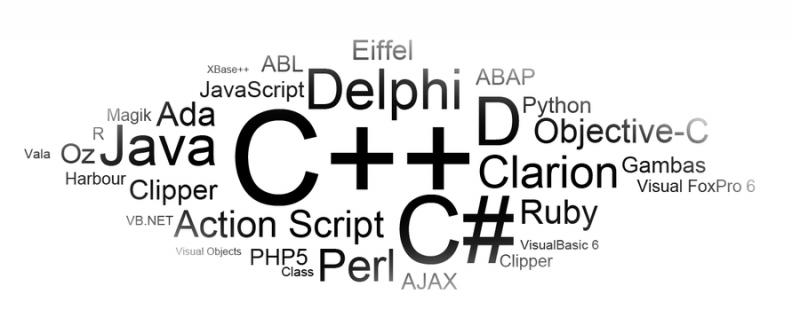 Eiffel
XBase++ ABL
JavaScript Delphi ABAP
Magik Ada D Python
R Objective-C
Vala Oz Java C++ Clarion Gambas
Harbour Clipper Visual FoxPro 6
VB.NET Action Script C# Ruby
Visual Objects PHP5 VisualBasic 6
Class Perl AJAX Clipper